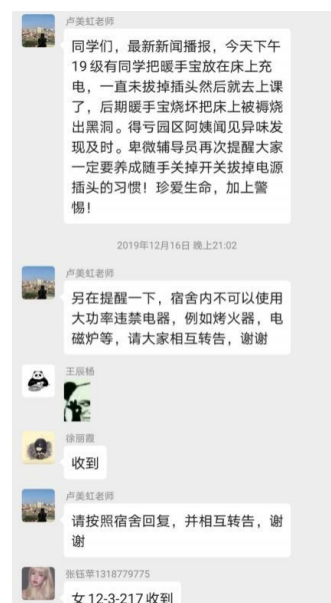 卢美虹老师
同学们，最新新闻播报，今天下午
19级有同学把暖手宝放在床上充
电，一直未拔掉插头然后就去上课
了，后期暖手宝烧坏把床上被褥烧
出黑洞。得亏园区阿姨闻见异味发
现及时。卑微辅导员再次提醒大家
一定要养成随手关掉开关拔掉电源
插头的习惯！珍爱生命，加上警
惕！
2019年12月16日 晚上21:02
卢美虹老师
另在提醒一下，宿舍内不可以使用
大功率违禁电器，例如烤火器，电
磁炉等，请大家相互转告，谢谢
王辰杨
徐丽霞
收到
卢美虹老师
请按照宿舍回复，并相互转告，谢
谢
张钰苹1318779775
女12-3-217收到